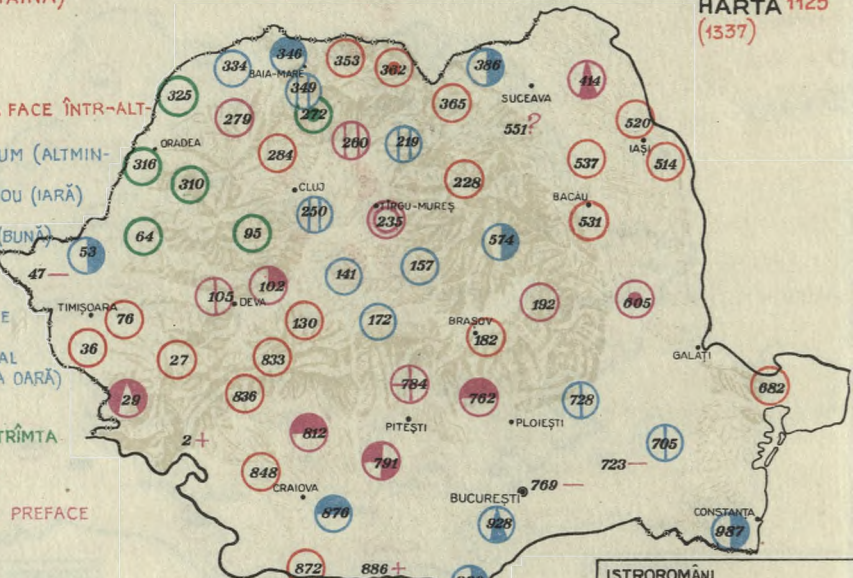 HARTA 1125
(1337)
FACE ÎNTR-ALT-
UM (ALTMIN-
OU (IARĂ)
(BUNĂ)
E
AL
OARĂ)
TRÎMTA
PREFACE
346
353
334
362
386
BAIA-MARE
349
414
325
SUCEAVA
365
272
279
520
551?
260
219
ORADEA
IAȘI
284
537
514
316
310
228
CLUJ
BACĂU
TÎRGU-MUREȘ
250
235
531
64
95
574
53
47 —
141
157
102
105
DEVA
192
605
TIMIȘOARA
76
130
172
BRAȘOV
182
36
27
833
GALAȚI
784
682
836
762
29
728
PITEȘTI
PLOIEȘTI
812
2 +
705
791
723 —
848
769 —
CRAIOVA
BUCUREȘTI
876
928
CONSTANȚA
987
872
886 +
ISTROROMÂNI